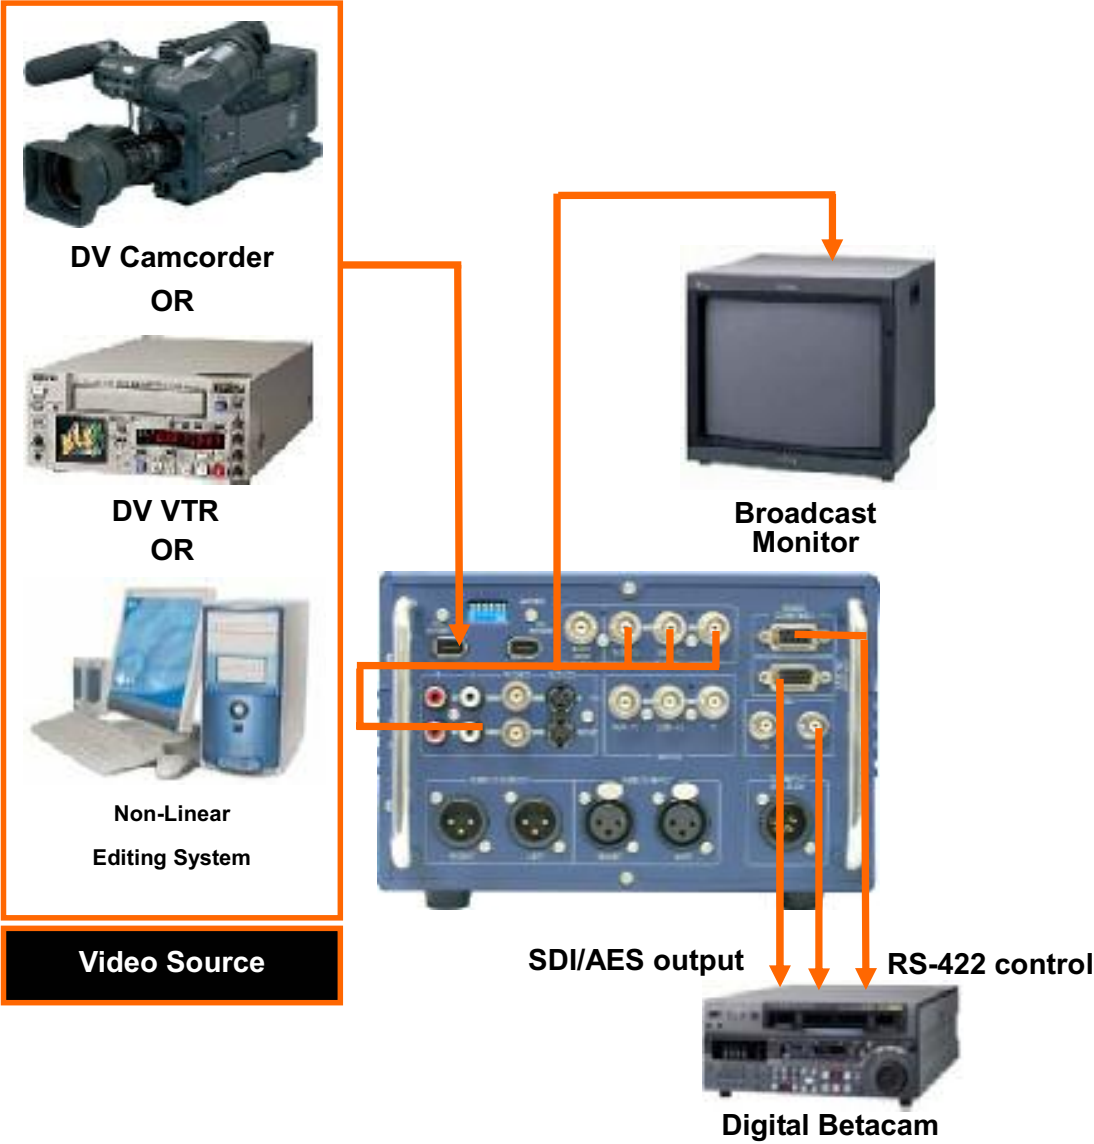 DV Camcorder
OR
DV VTR
OR
Non-Linear
Editing System
Video Source
Broadcast
Monitor
SDI/AES output
RS-422 control
Digital Betacam